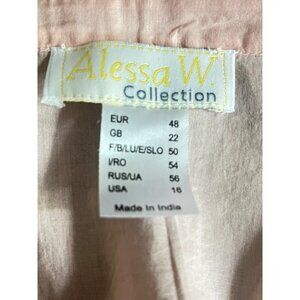 Alessa W.
Collection
EUR 48
GB 22
F/B/LU/E/SLO 50
I/RO 54
RUS/UA 56
USA 16
Made in India